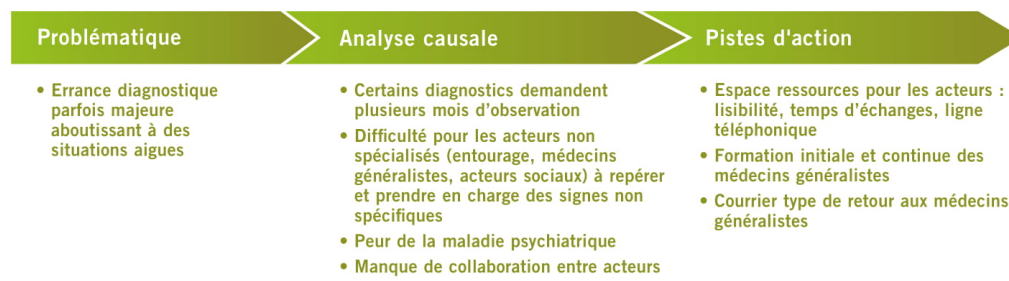 Problématique
Analyse causale
Pistes d'action
• Errance diagnostique
parfois majeure
aboutissant à des
situations aigues
• Certains diagnostics demandent
plusieurs mois d'observation
• Difficulté pour les acteurs non
spécialisés (entourage, médecins
généralistes, acteurs sociaux) à repérer
et prendre en charge des signes non
spécifiques
• Peur de la maladie psychiatrique
• Manque de collaboration entre acteurs
• Espace ressources pour les acteurs :
lisibilité, temps d'échanges, ligne
téléphonique
• Formation initiale et continue des
médecins généralistes
• Courrier type de retour aux médecins
généralistes